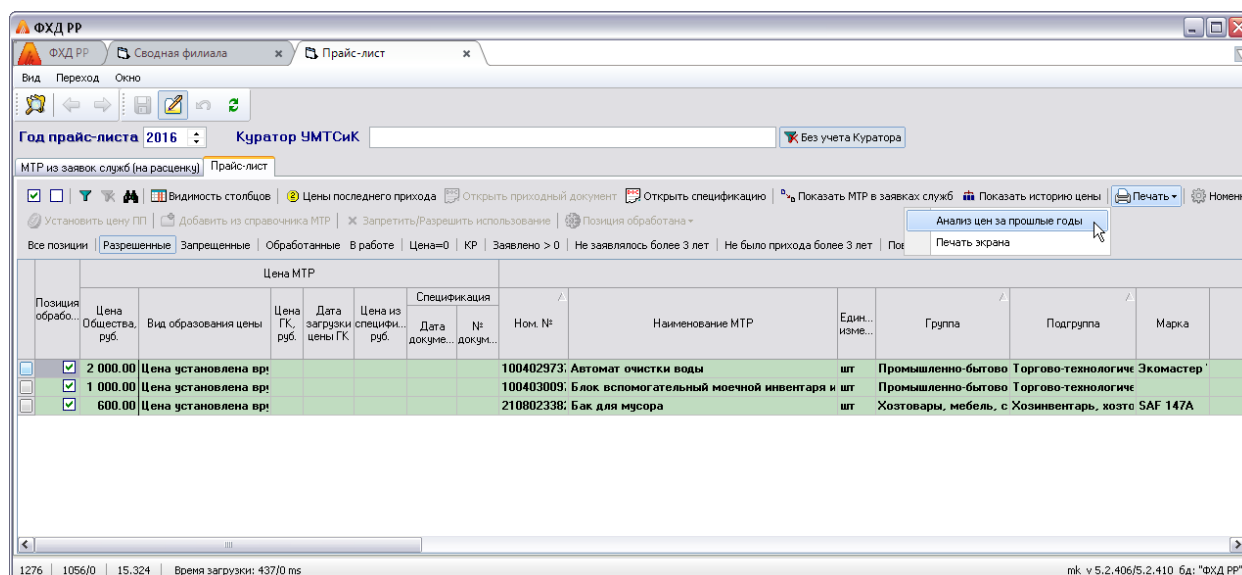 ФХД РР
ФХД РР Сводная филиала x Прайс-лист x
Вид Переход Окно
Год прайс-листа 2016 Куратор УМТСиК Без учета Куратора
МТР из заявок служб (на расценку) Прайс-лист
Видимость столбцов Цены последнего прихода Открыть приходный документ Открыть спецификацию Показать МТР в заявках служб Показать историю цены Печать Номен
Установить цену ПП Добавить из справочника МТР Запретить/Разрешить использование Позиция обработана Анализ цен за прошлые годы
Все позиции Разрешенные Запрещенные Обработанные В работе Цена=0 КР Заявлено > 0 Не заявлялось более 3 лет Не было прихода более 3 лет Пов Печать экрана
Цена МТР
Позиция обрабо... Цена Общества, руб. Вид образования цены Цена ГК, руб. Дата загрузки цены ГК Цена из специфи... руб. Спецификация Дата докуме... № докум... Ном. № Наименование МТР Един... изме... Группа Подгруппа Марка
2 000.00 Цена установлена вру 100402973 Автомат очистки воды шт Промышленно-бытово Торгово-технологиче Экомастер
1 000.00 Цена установлена вру 100403009 Блок вспомогательный моечной инвентаря и шт Промышленно-бытово Торгово-технологиче
600.00 Цена установлена вру 210802338 Бак для мусора шт Хозтовары, мебель, с Хозинвентарь, хозто SAF 147A
1276 1056/0 15.324 Время загрузки: 437/0 ms mk v 5.2.406/5.2.410 бд: "ФХД РР"